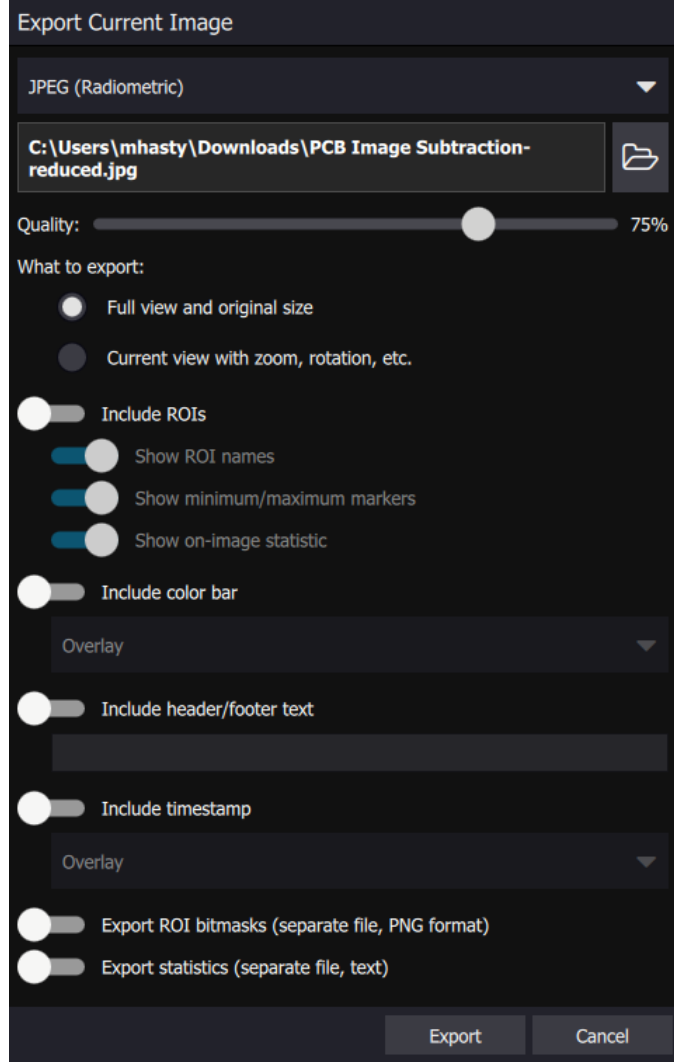 Export Current Image
JPEG (Radiometric)
C:\Users\mhasty\Downloads\PCB Image Subtraction-
reduced.jpg
Quality: 75%
What to export:
Full view and original size
Current view with zoom, rotation, etc.
Include ROIs
Show ROI names
Show minimum/maximum markers
Show on-image statistic
Include color bar
Overlay
Include header/footer text
Include timestamp
Overlay
Export ROI bitmasks (separate file, PNG format)
Export statistics (separate file, text)
Export Cancel